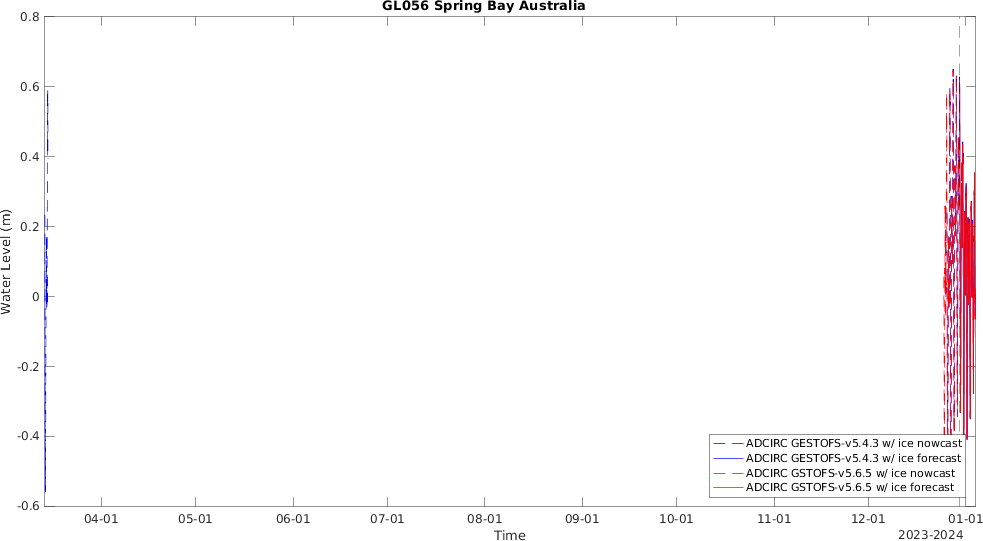 GL056 Spring Bay Australia
0.8
0.6
0.4
0.2
0
-0.2
-0.4
-0.6
Water Level (m)
ADCIRC GESTOFS-v5.4.3 w/ ice nowcast
ADCIRC GESTOFS-v5.4.3 w/ ice forecast
ADCIRC GSTOFS-v5.6.5 w/ ice nowcast
ADCIRC GSTOFS-v5.6.5 w/ ice forecast
04-01 05-01 06-01 07-01 08-01 09-01 10-01 11-01 12-01 01-01
Time
2023-2024